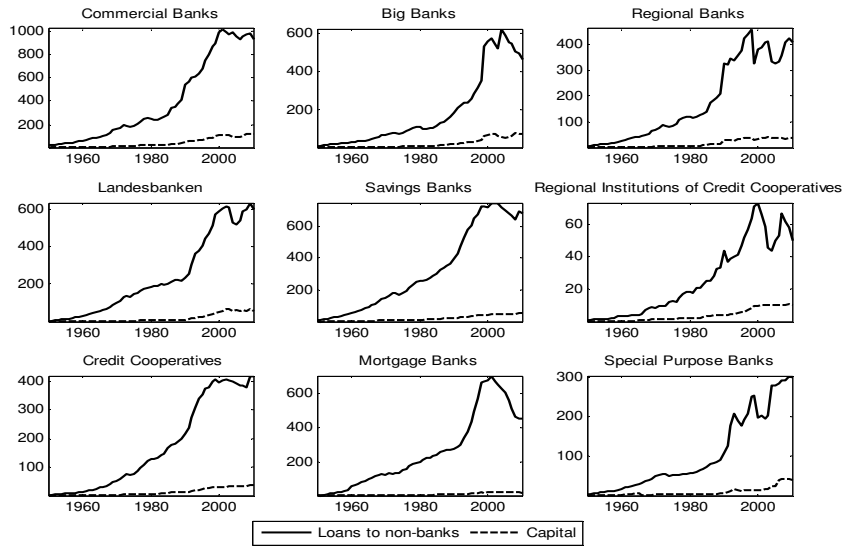 Commercial Banks
1000
800
600
400
200
1960 1980 2000
Big Banks
600
400
200
1960 1980 2000
Regional Banks
400
300
200
100
1960 1980 2000
Landesbanken
600
400
200
1960 1980 2000
Savings Banks
600
400
200
1960 1980 2000
Regional Institutions of Credit Cooperatives
60
40
20
1960 1980 2000
Credit Cooperatives
400
300
200
100
1960 1980 2000
Mortgage Banks
600
400
200
1960 1980 2000
Special Purpose Banks
300
200
100
1960 1980 2000
Loans to non-banks Capital